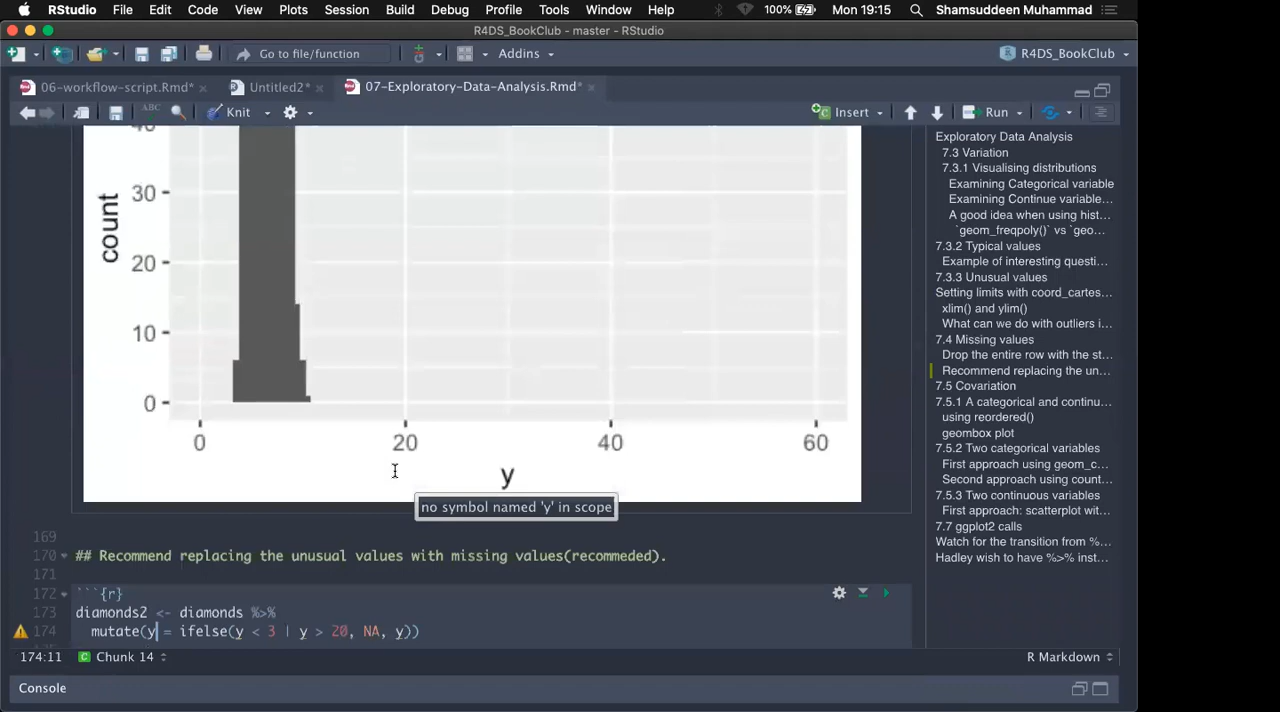 RStudio File Edit Code View Plots Session Build Debug Profile Tools Window Help 100% Mon 19:15 Shamsuddeen Muhammad
R4DS_BookClub - master - RStudio
Go to file/function Addins R4DS_BookClub
06-workflow-script.Rmd* Untitled2* 07-Exploratory-Data-Analysis.Rmd*
ABC Knit Insert Run
40
30
20
10
0
count
0 20 40 60
y
no symbol named 'y' in scope
169
170 ## Recommend replacing the unusual values with missing values(recommeded).
171
172 ```{r}
173 diamonds2 <- diamonds %>%
174 mutate(y = ifelse(y < 3 | y > 20, NA, y))
174:11 Chunk 14 R Markdown
Console
Exploratory Data Analysis
7.3 Variation
7.3.1 Visualising distributions
Examining Categorical variable
Examining Continue variable...
A good idea when using hist...
`geom_freqpoly()` vs `geo...
7.3.2 Typical values
Example of interesting questi...
7.3.3 Unusual values
Setting limits with coord_cartes...
xlim() and ylim()
What can we do with outliers i...
7.4 Missing values
Drop the entire row with the st...
Recommend replacing the un...
7.5 Covariation
7.5.1 A categorical and continu...
using reordered()
geombox plot
7.5.2 Two categorical variables
First approach using geom_c...
Second approach using count...
7.5.3 Two continuous variables
First approach: scatterplot wit...
7.7 ggplot2 calls
Watch for the transition from %...
Hadley wish to have %>% inst...